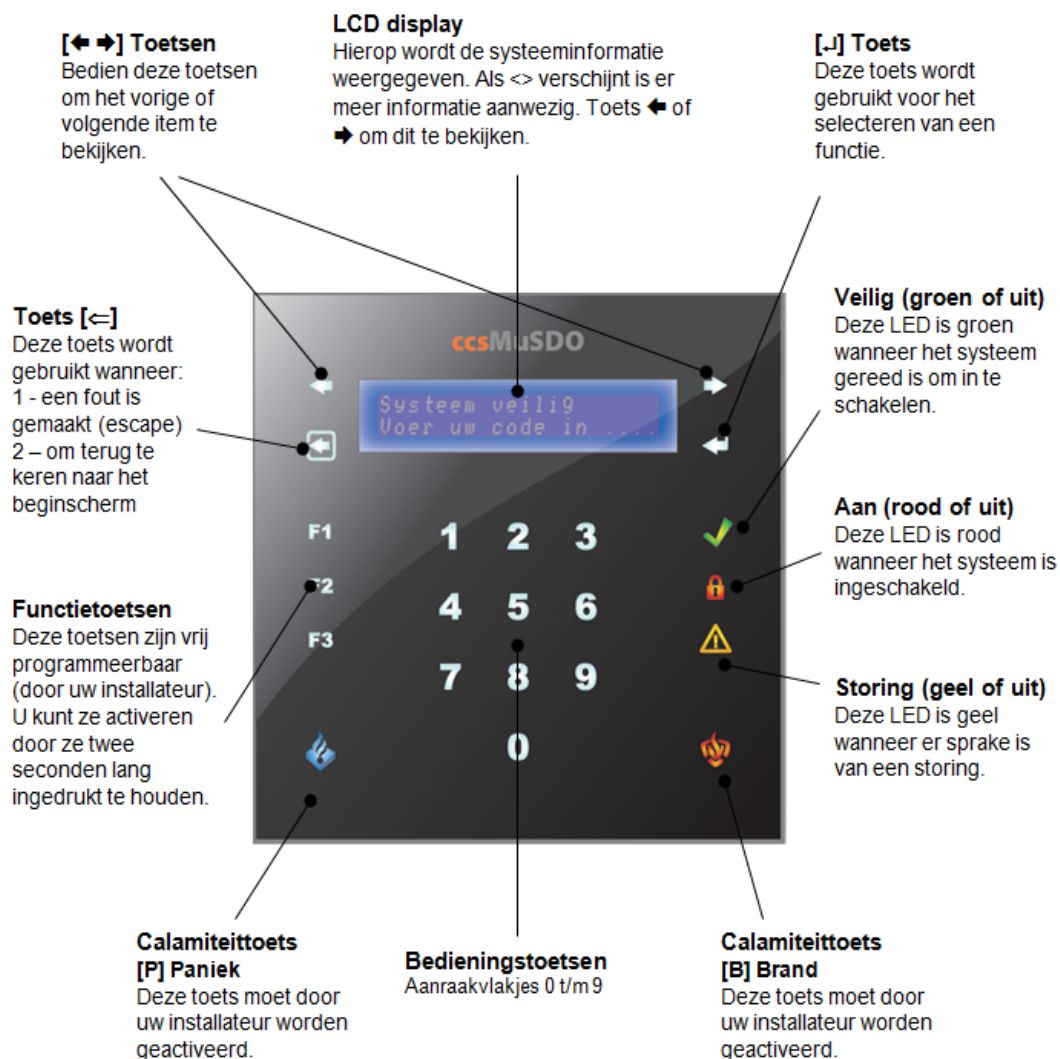 [🡸 🡺] Toetsen
Bedien deze toetsen
om het vorige of
volgende item te
bekijken.
LCD display
Hierop wordt de systeeminformatie
weergegeven. Als <> verschijnt is er
meer informatie aanwezig. Toets 🡸 of
🡺 om dit te bekijken.
[↵] Toets
Deze toets wordt
gebruikt voor het
selecteren van een
functie.
Toets [⇐]
Deze toets wordt
gebruikt wanneer:
1 - een fout is
gemaakt (escape)
2 – om terug te
keren naar het
beginscherm
Functietoetsen
Deze toetsen zijn vrij
programmeerbaar
(door uw installateur).
U kunt ze activeren
door ze twee
seconden lang
ingedrukt te houden.
ccsMuSDO
Systeem veilig
Voer uw code in ....
F1
F2
F3
1 2 3
4 5 6
7 8 9
0
Veilig (groen of uit)
Deze LED is groen
wanneer het systeem
gereed is om in te
schakelen.
Aan (rood of uit)
Deze LED is rood
wanneer het systeem is
ingeschakeld.
Storing (geel of uit)
Deze LED is geel
wanneer er sprake is
van een storing.
Calamiteittoets
[P] Paniek
Deze toets moet door
uw installateur worden
geactiveerd.
Bedieningstoetsen
Aanraakvlakjes 0 t/m 9
Calamiteittoets
[B] Brand
Deze toets moet door
uw installateur worden
geactiveerd.